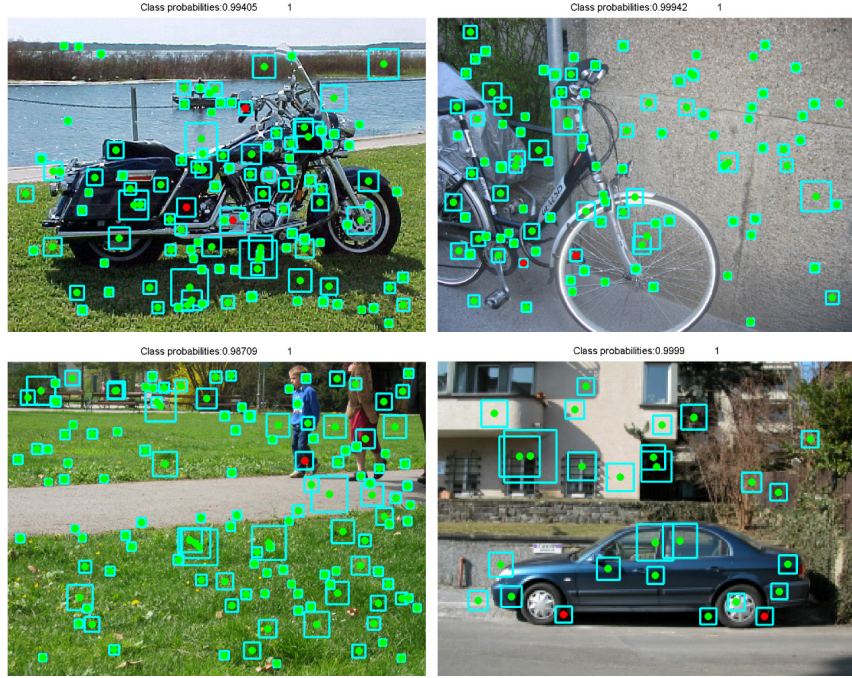 Class probabilities:0.99405 1
Class probabilities:0.99942 1
Class probabilities:0.98709 1
Class probabilities:0.9999 1